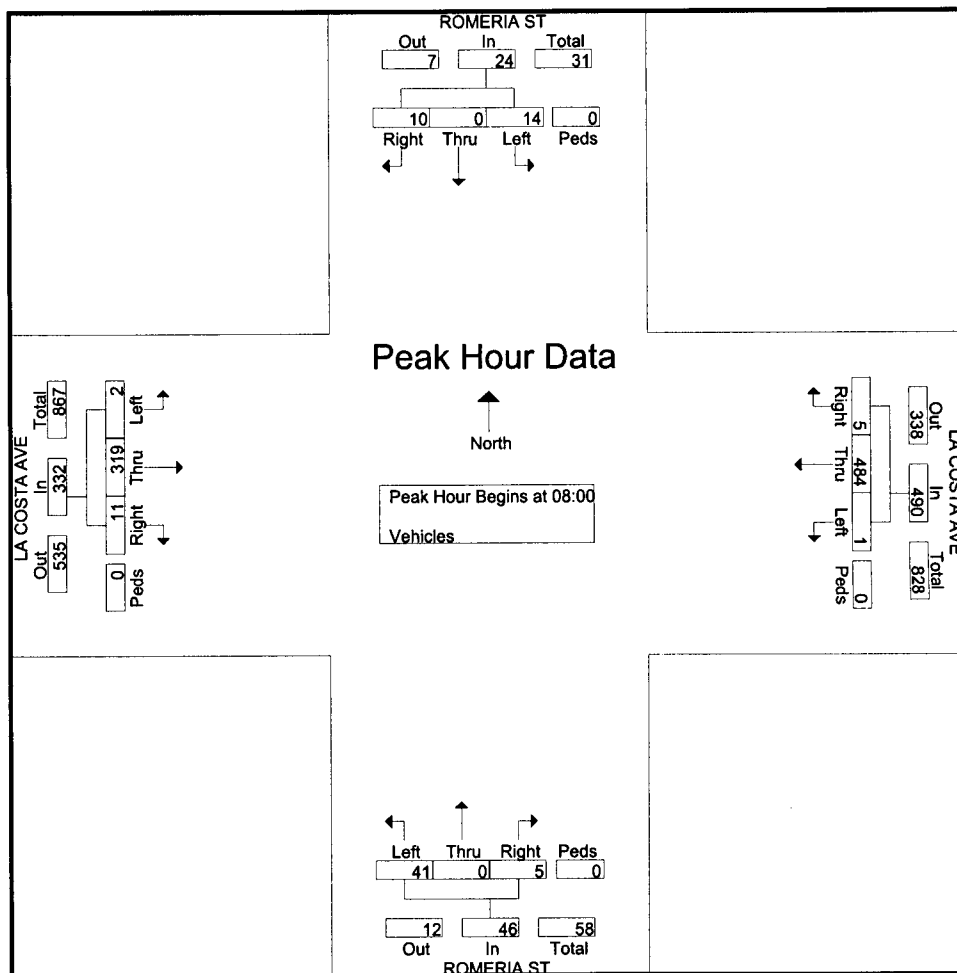 ROMERIA ST
Out In Total
7 24 31
10 0 14 0
Right Thru Left Peds
Peak Hour Data
North
Peak Hour Begins at 08:00
Vehicles
LA COSTA AVE
Total In Out
867 332 535
2 319 11 0
Left Thru Right Peds
LA COSTA AVE
Out In Total
338 490 828
5 484 1 0
Right Thru Left Peds
Left Thru Right Peds
41 0 5 0
12 46 58
Out In Total
ROMERIA ST